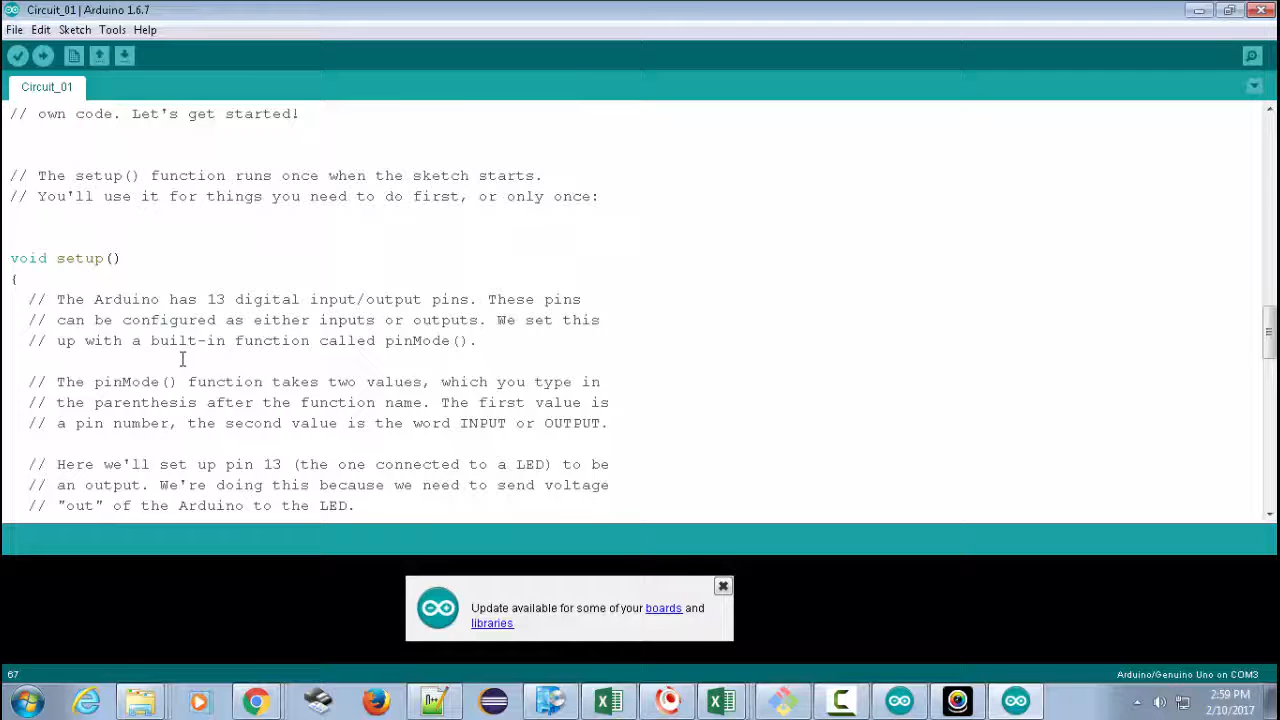 Circuit_01 | Arduino 1.6.7
File Edit Sketch Tools Help
Circuit_01
// own code. Let's get started!
// The setup() function runs once when the sketch starts.
// You'll use it for things you need to do first, or only once:
void setup()
{
// The Arduino has 13 digital input/output pins. These pins
// can be configured as either inputs or outputs. We set this
// up with a built-in function called pinMode().
// The pinMode() function takes two values, which you type in
// the parenthesis after the function name. The first value is
// a pin number, the second value is the word INPUT or OUTPUT.
// Here we'll set up pin 13 (the one connected to a LED) to be
// an output. We're doing this because we need to send voltage
// "out" of the Arduino to the LED.
Update available for some of your boards and
libraries
67
Arduino/Genuino Uno on COM3
2:59 PM
2/10/2017